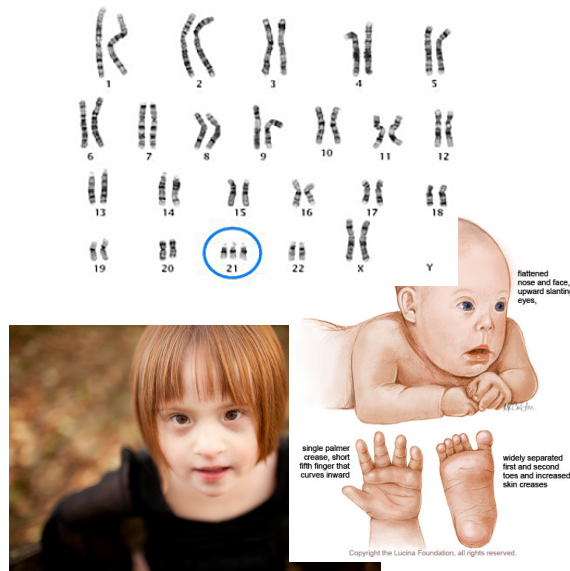 1 2 3 4 5
6 7 8 9 10 11 12
13 14 15 16 17 18
19 20 21 22 X Y
flattened
nose and face,
upward slanting
eyes,
single palmer
crease, short
fifth finger that
curves inward
widely separated
first and second
toes and increased
skin creases
Copyright the Lucina Foundation, all rights reserved.